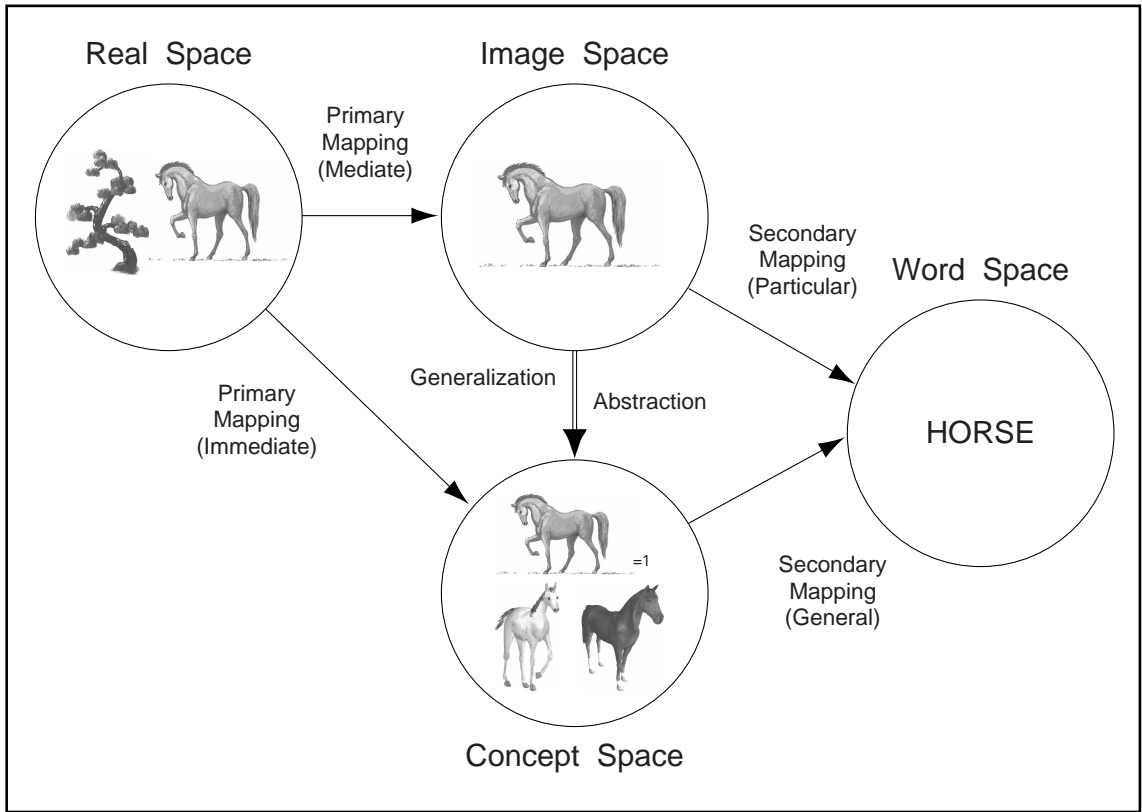 Real Space
Image Space
Primary
Mapping
(Mediate)
Secondary
Mapping
(Particular)
Word Space
Primary
Mapping
(Immediate)
Generalization
Abstraction
HORSE
=1
Secondary
Mapping
(General)
Concept Space